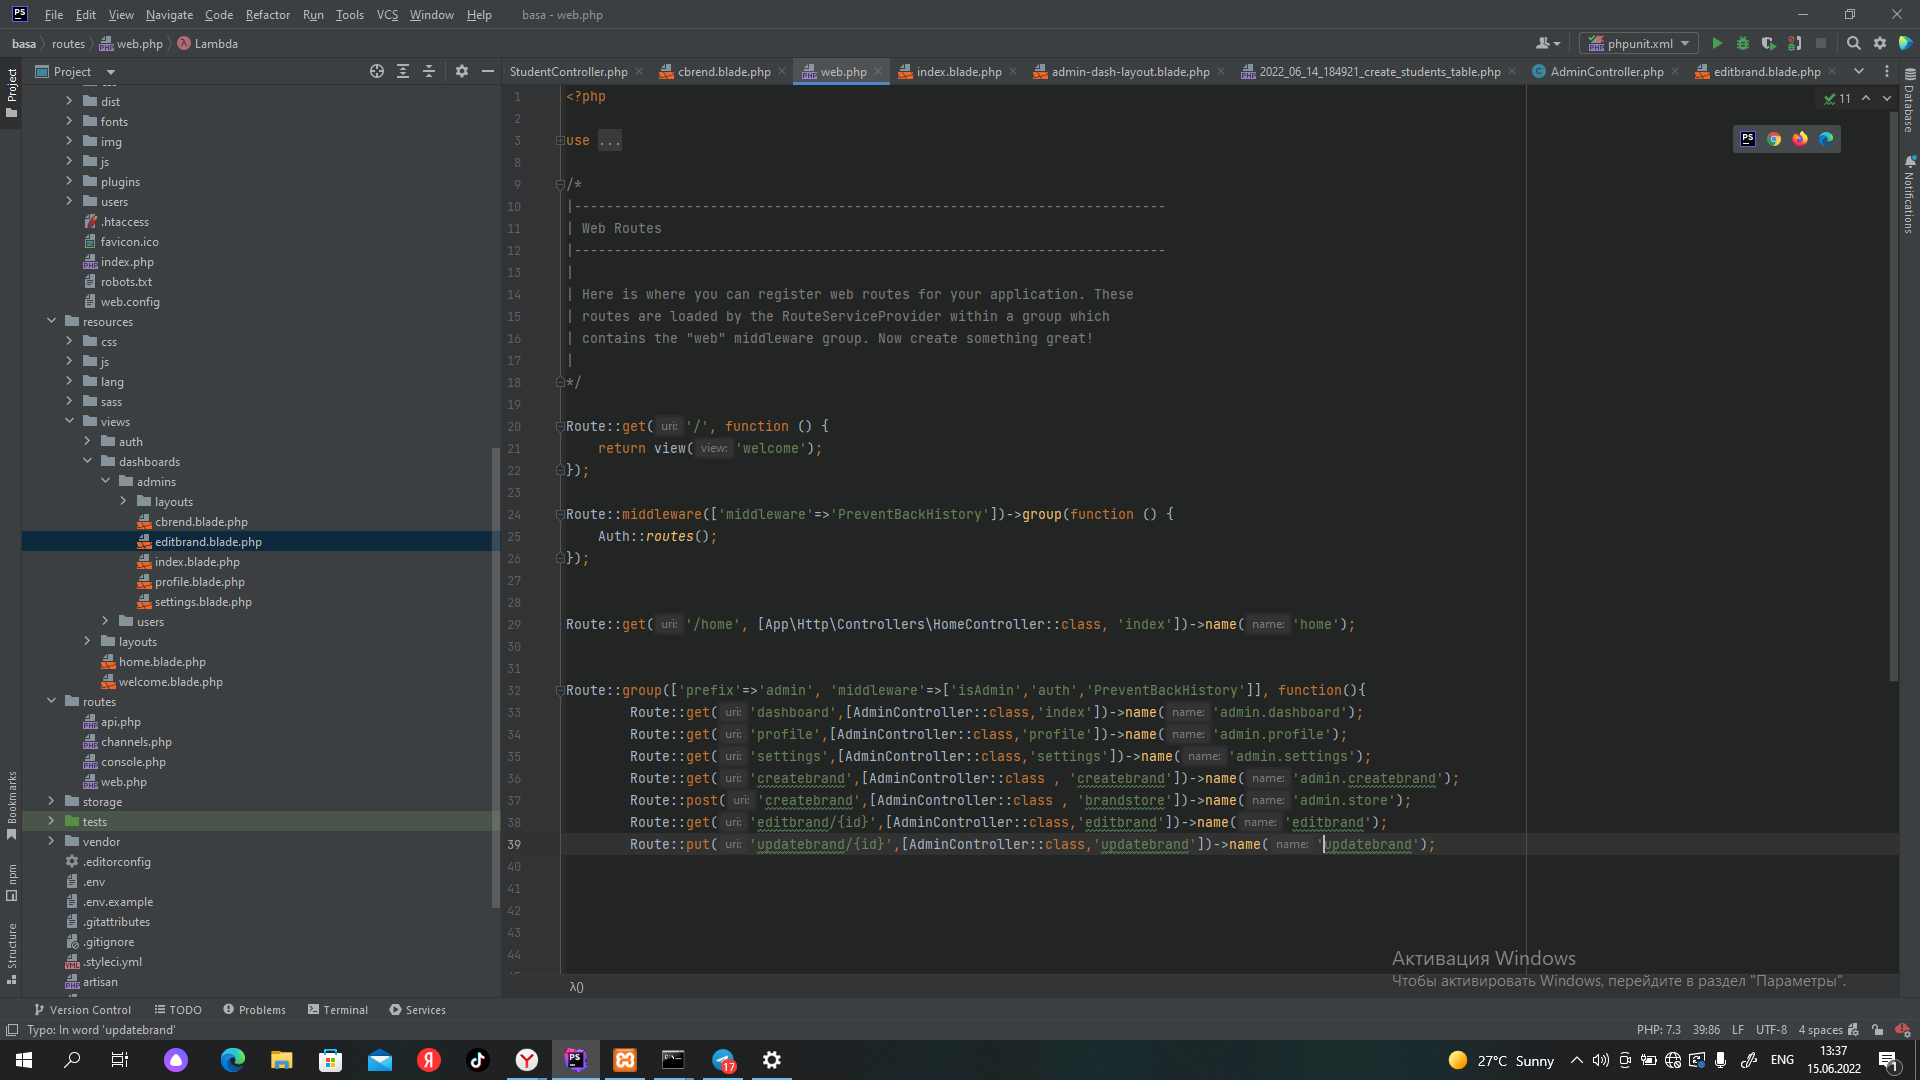 File Edit View Navigate Code Refactor Run Tools VCS Window Help basa - web.php
basa routes web.php Lambda phpunit.xml
Project StudentController.php cbrend.blade.php web.php index.blade.php admin-dash-layout.blade.php 2022_06_14_184921_create_students_table.php AdminController.php editbrand.blade.php
Project
Bookmarks
npm
Structure
Database
Notifications
dist
fonts
img
js
plugins
users
.htaccess
favicon.ico
index.php
robots.txt
web.config
resources
css
js
lang
sass
views
auth
dashboards
admins
layouts
cbrend.blade.php
editbrand.blade.php
index.blade.php
profile.blade.php
settings.blade.php
users
layouts
home.blade.php
welcome.blade.php
routes
api.php
channels.php
console.php
web.php
storage
tests
vendor
.editorconfig
.env
.env.example
.gitattributes
.gitignore
.styleci.yml
artisan
11
1 <?php
2
3 use ...
8
9 /*
10 |--------------------------------------------------------------------------
11 | Web Routes
12 |--------------------------------------------------------------------------
13 |
14 | Here is where you can register web routes for your application. These
15 | routes are loaded by the RouteServiceProvider within a group which
16 | contains the "web" middleware group. Now create something great!
17 |
18 */
19
20 Route::get( uri: '/', function () {
21 return view( view: 'welcome');
22 });
23
24 Route::middleware(['middleware'=>'PreventBackHistory'])->group(function () {
25 Auth::routes();
26 });
27
28
29 Route::get( uri: '/home', [App\Http\Controllers\HomeController::class, 'index'])->name( name: 'home');
30
31
32 Route::group(['prefix'=>'admin', 'middleware'=>['isAdmin','auth','PreventBackHistory']], function(){
33 Route::get( uri: 'dashboard',[AdminController::class,'index'])->name( name: 'admin.dashboard');
34 Route::get( uri: 'profile',[AdminController::class,'profile'])->name( name: 'admin.profile');
35 Route::get( uri: 'settings',[AdminController::class,'settings'])->name( name: 'admin.settings');
36 Route::get( uri: 'createbrand',[AdminController::class , 'createbrand'])->name( name: 'admin.createbrand');
37 Route::post( uri: 'createbrand',[AdminController::class , 'brandstore'])->name( name: 'admin.store');
38 Route::get( uri: 'editbrand/{id}',[AdminController::class,'editbrand'])->name( name: 'editbrand');
39 Route::put( uri: 'updatebrand/{id}',[AdminController::class,'updatebrand'])->name( name: 'updatebrand');
40
41
42
43
44
λ()
Активация Windows
Чтобы активировать Windows, перейдите в раздел "Параметры".
Version Control TODO Problems Terminal Services
Typo: In word 'updatebrand' PHP: 7.3 39:86 LF UTF-8 4 spaces
17 27°C Sunny ENG 13:37
15.06.2022 1